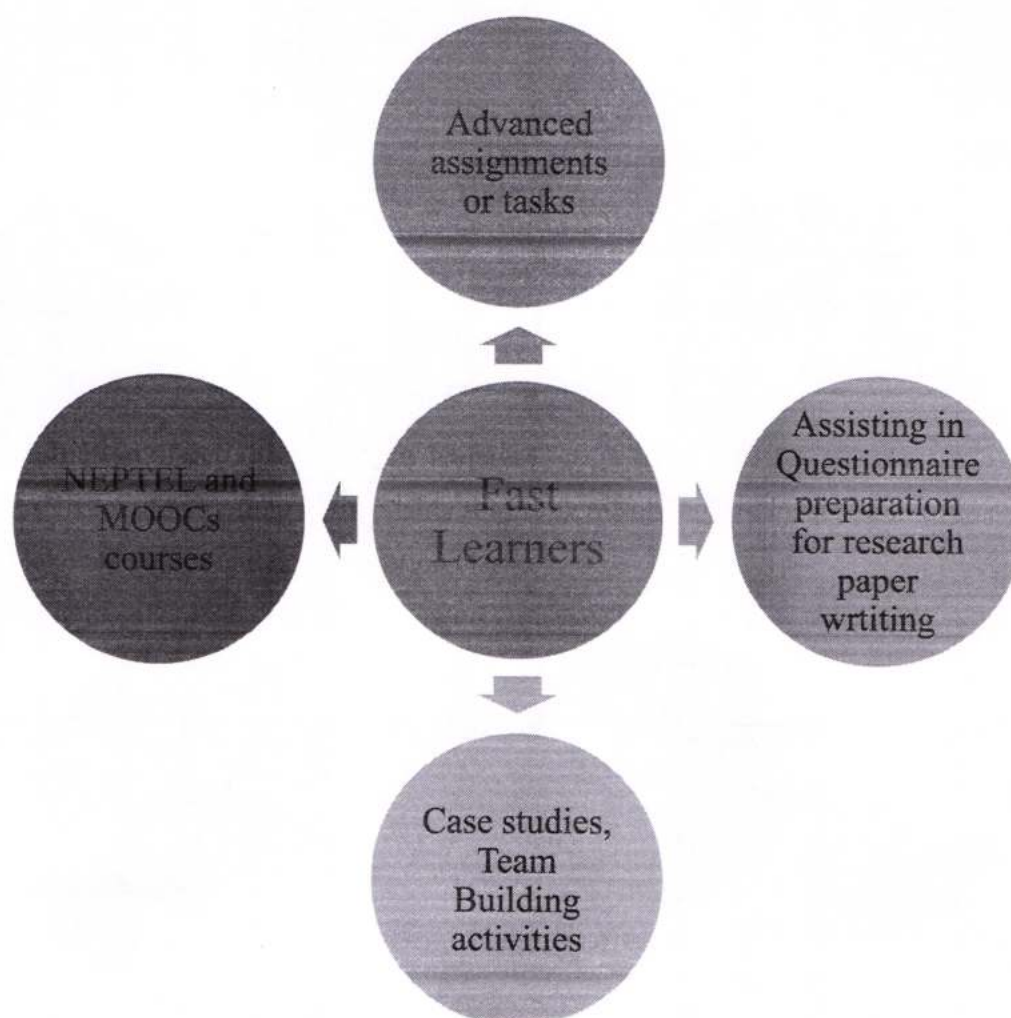 Advanced
assignments
or tasks
NEPTEL and
MOOCs
courses
Fast
Learners
Assisting in
Questionnaire
preparation
for research
paper
wrtiting
Case studies,
Team
Building
activities